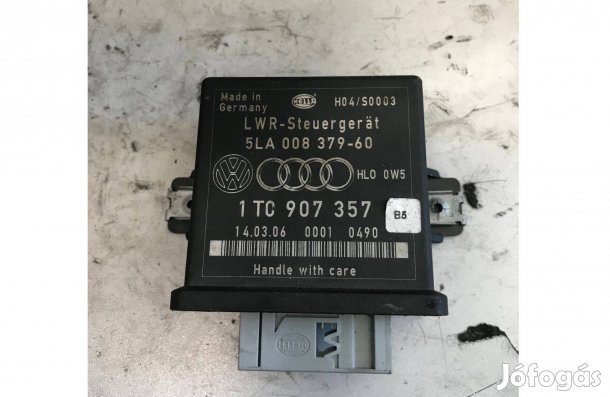 Made in
Germany
HELLA
H04/S0003
LWR-Steuergerät
5LA 008 379-60
HLO 0W5
1TC 907 357
B5
14.03.06 0001 0490
Handle with care
HELLA
Jófogás